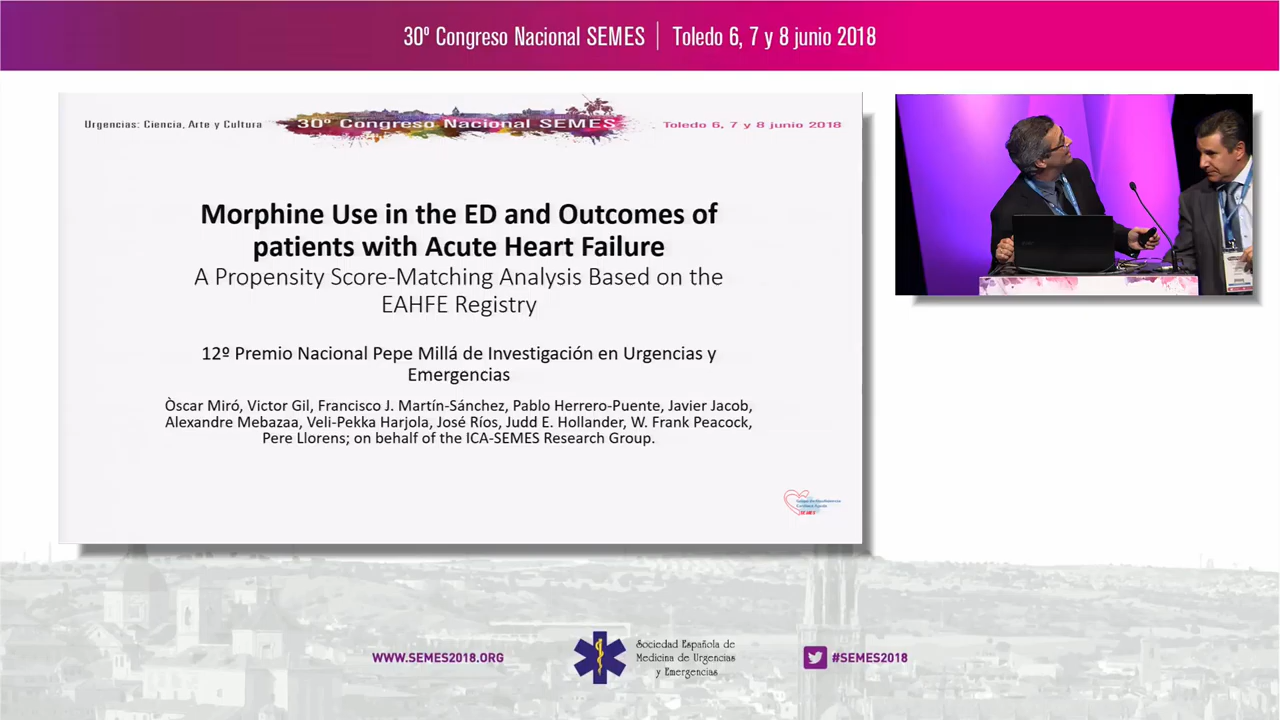 30º Congreso Nacional SEMES | Toledo 6, 7 y 8 junio 2018
Urgencias: Ciencia, Arte y Cultura
30º Congreso Nacional SEMES
Toledo 6, 7 y 8 junio 2018
Morphine Use in the ED and Outcomes of
patients with Acute Heart Failure
A Propensity Score-Matching Analysis Based on the
EAHFE Registry
12º Premio Nacional Pepe Millá de Investigación en Urgencias y
Emergencias
Òscar Miró, Victor Gil, Francisco J. Martín-Sánchez, Pablo Herrero-Puente, Javier Jacob,
Alexandre Mebazaa, Veli-Pekka Harjola, José Ríos, Judd E. Hollander, W. Frank Peacock,
Pere Llorens; on behalf of the ICA-SEMES Research Group.
WWW.SEMES2018.ORG
Sociedad Española de
Medicina de Urgencias
y Emergencias
#SEMES2018